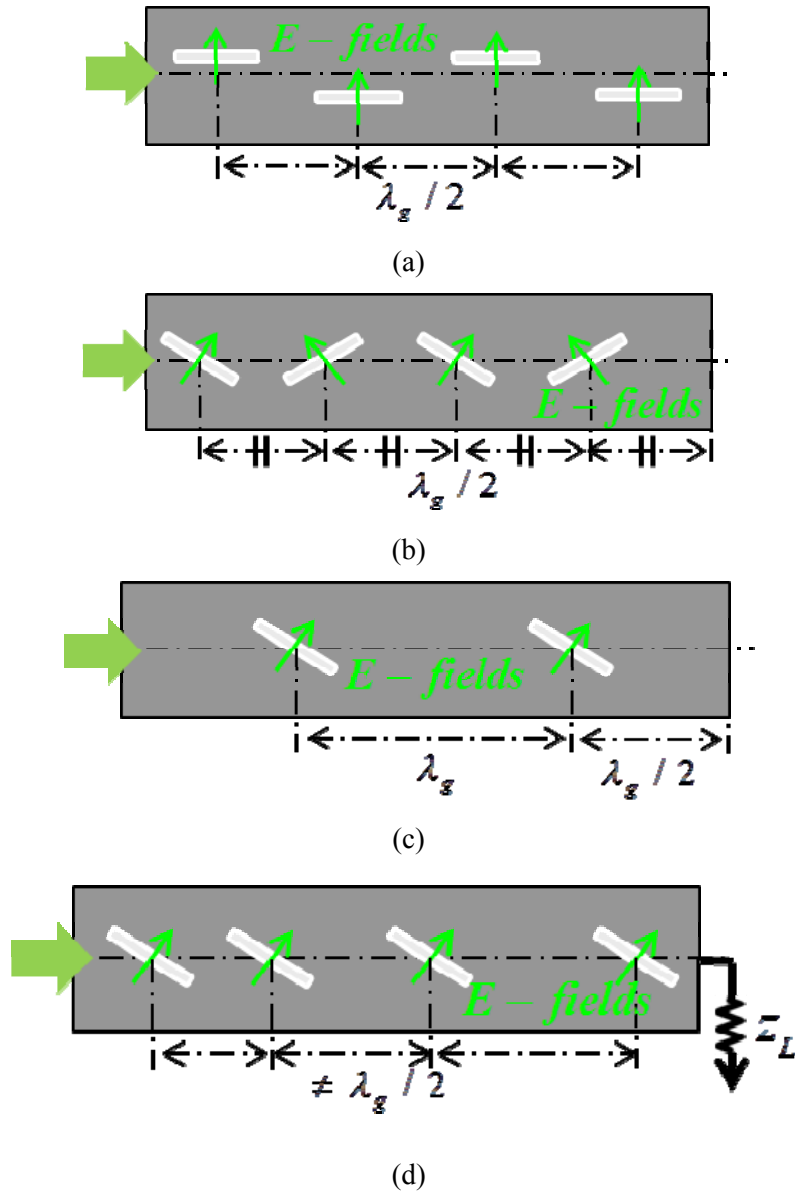 E – fields
λg / 2
(a)
E – fields
λg / 2
(b)
E – fields
λg
λg / 2
(c)
E – fields
ZL
≠ λg / 2
(d)